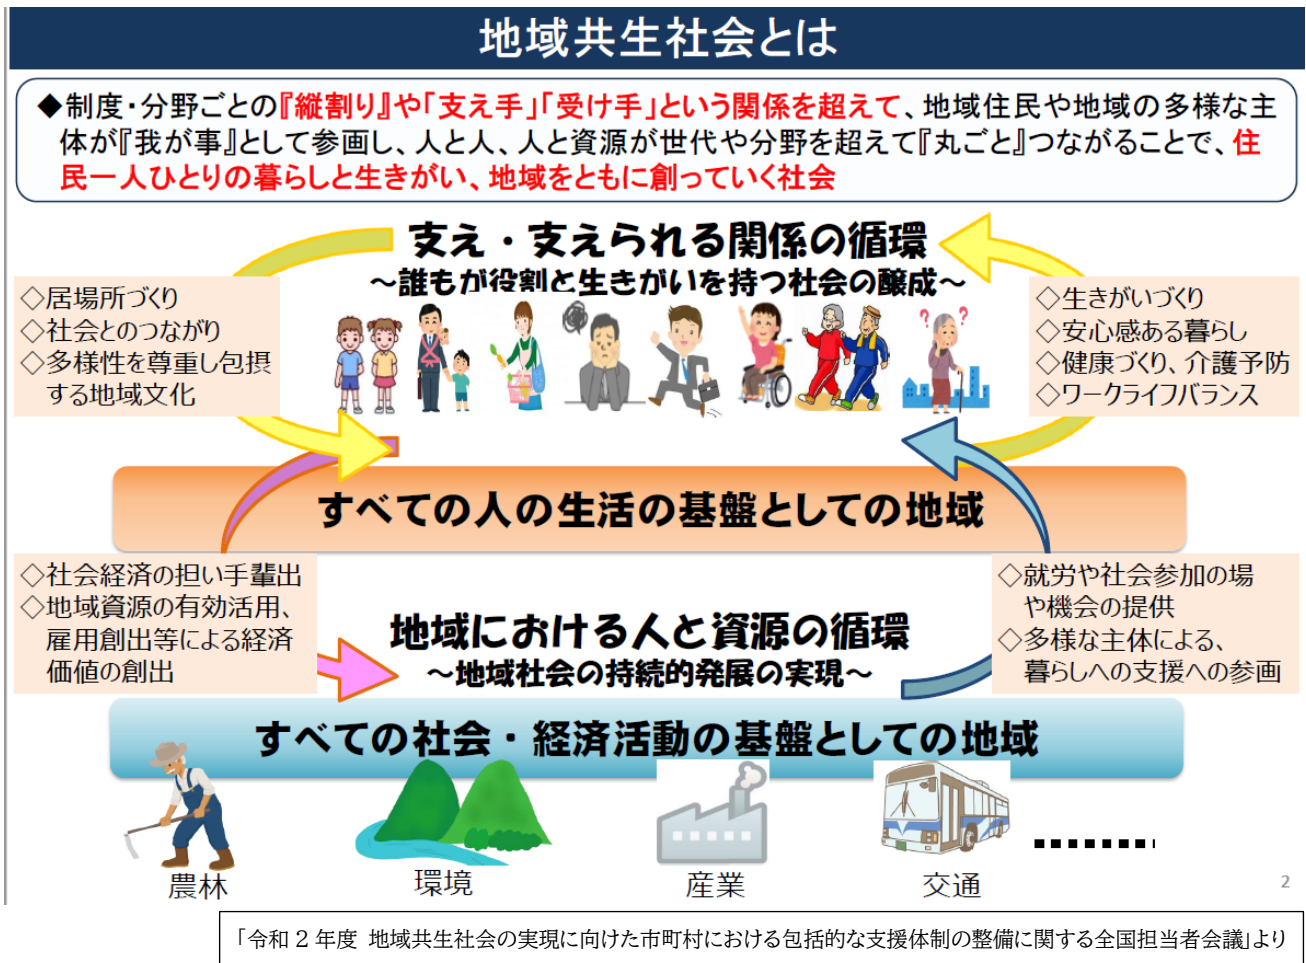 地域共生社会とは
◆制度・分野ごとの『縦割り』や「支え手」「受け手」という関係を超えて、地域住民や地域の多様な主
体が『我が事』として参画し、人と人、人と資源が世代や分野を超えて『丸ごと』つながることで、住
民一人ひとりの暮らしと生きがい、地域をともに創っていく社会
支え・支えられる関係の循環
～誰もが役割と生きがいを持つ社会の醸成～
◇居場所づくり
◇社会とのつながり
◇多様性を尊重し包摂
する地域文化
◇生きがいづくり
◇安心感ある暮らし
◇健康づくり、介護予防
◇ワークライフバランス
? ?
すべての人の生活の基盤としての地域
◇社会経済の担い手輩出
◇地域資源の有効活用、
雇用創出等による経済
価値の創出
地域における人と資源の循環
～地域社会の持続的発展の実現～
◇就労や社会参加の場
や機会の提供
◇多様な主体による、
暮らしへの支援への参画
すべての社会・経済活動の基盤としての地域
農林
環境
産業
交通
2
「令和２年度 地域共生社会の実現に向けた市町村における包括的な支援体制の整備に関する全国担当者会議」より